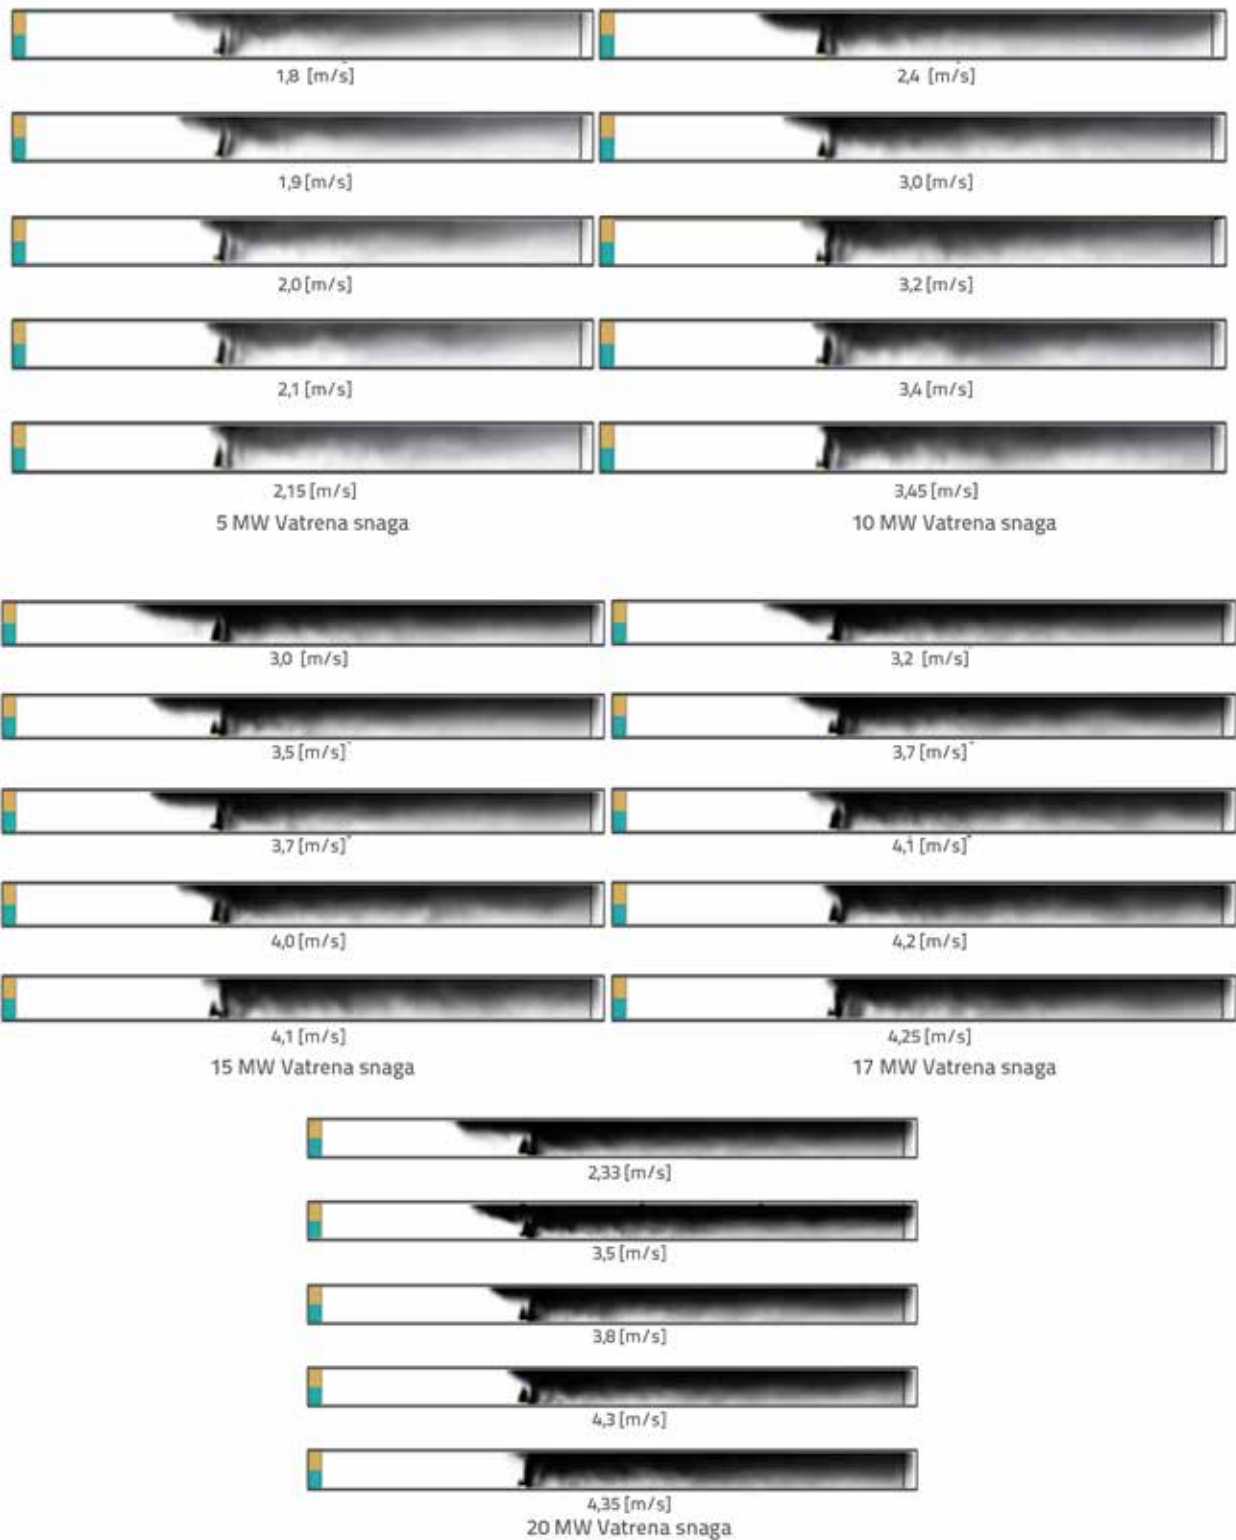 1,8 [m/s]
2,4 [m/s]
1,9 [m/s]
3,0 [m/s]
2,0 [m/s]
3,2 [m/s]
2,1 [m/s]
3,4 [m/s]
2,15 [m/s]
3,45 [m/s]
5 MW Vatrena snaga
10 MW Vatrena snaga
3,0 [m/s]
3,2 [m/s]
3,5 [m/s]
3,7 [m/s]
3,7 [m/s]
4,1 [m/s]
4,0 [m/s]
4,2 [m/s]
4,1 [m/s]
4,25 [m/s]
15 MW Vatrena snaga
17 MW Vatrena snaga
2,33 [m/s]
3,5 [m/s]
3,8 [m/s]
4,3 [m/s]
4,35 [m/s]
20 MW Vatrena snaga